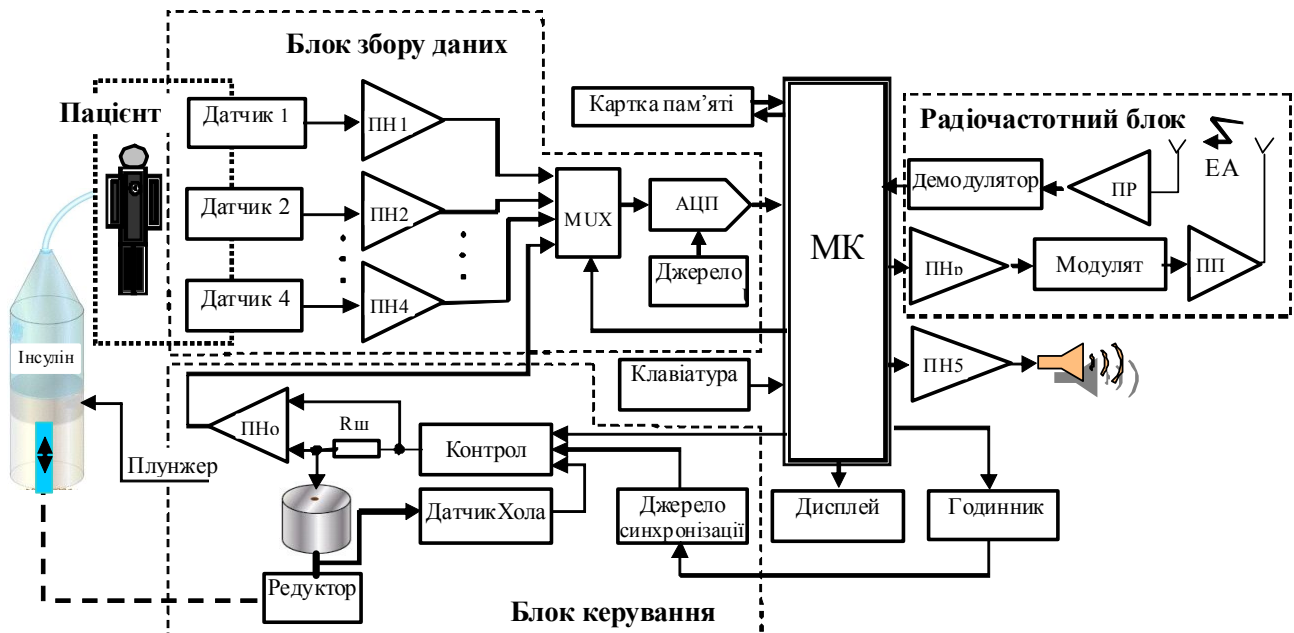 Блок збору даних
Пацієнт
Датчик 1
ПН1
Картка пам’яті
Радіочастотний блок
ЕА
Демодулятор
ПР
Датчик 2
ПН2
MUX
АЦП
МК
Джерело
ПНр
Модулят
ПП
Датчик 4
ПН4
Інсулін
ПН5
Клавіатура
ПНо
Rш
Контрол
Плунжер
Датчик Хола
Джерело
синхронізації
Дисплей
Годинник
Редуктор
Блок керування